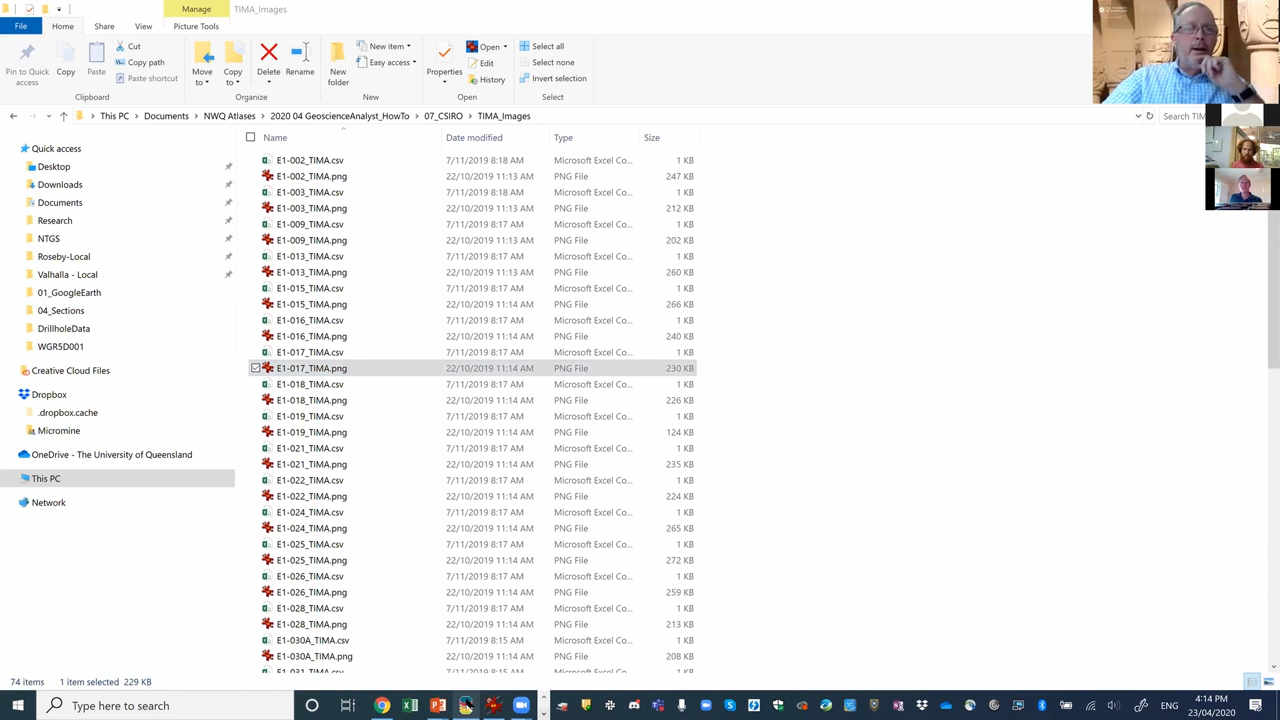 Manage
TIMA_Images
File
Home
Share
View
Picture Tools
Pin to Quick access
Copy
Paste
Cut
Copy path
Paste shortcut
Clipboard
Move to
Copy to
Delete
Rename
Organize
New folder
New item
Easy access
New
Properties
Open
Edit
History
Open
Select all
Select none
Invert selection
Select
This PC > Documents > NWQ Atlases > 2020 04 GeoscienceAnalyst_HowTo > 07_CSIRO > TIMA_Images
Search TIM
Name Date modified Type Size
Quick access
Desktop
Downloads
Documents
Research
NTGS
Roseby-Local
Valhalla - Local
01_GoogleEarth
04_Sections
DrillholeData
WGR5D001
Creative Cloud Files
Dropbox
.dropbox.cache
Micromine
OneDrive - The University of Queensland
This PC
Network
E1-002_TIMA.csv 7/11/2019 8:18 AM Microsoft Excel Co... 1 KB
E1-002_TIMA.png 22/10/2019 11:13 AM PNG File 247 KB
E1-003_TIMA.csv 7/11/2019 8:18 AM Microsoft Excel Co... 1 KB
E1-003_TIMA.png 22/10/2019 11:13 AM PNG File 212 KB
E1-009_TIMA.csv 7/11/2019 8:17 AM Microsoft Excel Co... 1 KB
E1-009_TIMA.png 22/10/2019 11:13 AM PNG File 202 KB
E1-013_TIMA.csv 7/11/2019 8:17 AM Microsoft Excel Co... 1 KB
E1-013_TIMA.png 22/10/2019 11:13 AM PNG File 260 KB
E1-015_TIMA.csv 7/11/2019 8:17 AM Microsoft Excel Co... 1 KB
E1-015_TIMA.png 22/10/2019 11:14 AM PNG File 266 KB
E1-016_TIMA.csv 7/11/2019 8:17 AM Microsoft Excel Co... 1 KB
E1-016_TIMA.png 22/10/2019 11:14 AM PNG File 240 KB
E1-017_TIMA.csv 7/11/2019 8:17 AM Microsoft Excel Co... 1 KB
E1-017_TIMA.png 22/10/2019 11:14 AM PNG File 230 KB
E1-018_TIMA.csv 7/11/2019 8:17 AM Microsoft Excel Co... 1 KB
E1-018_TIMA.png 22/10/2019 11:14 AM PNG File 226 KB
E1-019_TIMA.csv 7/11/2019 8:17 AM Microsoft Excel Co... 1 KB
E1-019_TIMA.png 22/10/2019 11:14 AM PNG File 124 KB
E1-021_TIMA.csv 7/11/2019 8:17 AM Microsoft Excel Co... 1 KB
E1-021_TIMA.png 22/10/2019 11:14 AM PNG File 235 KB
E1-022_TIMA.csv 7/11/2019 8:17 AM Microsoft Excel Co... 1 KB
E1-022_TIMA.png 22/10/2019 11:14 AM PNG File 224 KB
E1-024_TIMA.csv 7/11/2019 8:17 AM Microsoft Excel Co... 1 KB
E1-024_TIMA.png 22/10/2019 11:14 AM PNG File 265 KB
E1-025_TIMA.csv 7/11/2019 8:17 AM Microsoft Excel Co... 1 KB
E1-025_TIMA.png 22/10/2019 11:14 AM PNG File 272 KB
E1-026_TIMA.csv 7/11/2019 8:17 AM Microsoft Excel Co... 1 KB
E1-026_TIMA.png 22/10/2019 11:14 AM PNG File 259 KB
E1-028_TIMA.csv 7/11/2019 8:17 AM Microsoft Excel Co... 1 KB
E1-028_TIMA.png 22/10/2019 11:14 AM PNG File 213 KB
E1-030A_TIMA.csv 7/11/2019 8:15 AM Microsoft Excel Co... 1 KB
E1-030A_TIMA.png 22/10/2019 11:14 AM PNG File 208 KB
E1-031_TIMA.csv 7/11/2019 8:15 AM Microsoft Excel Co... 1 KB
74 items 1 item selected 229 KB
Type here to search
4:14 PM
23/04/2020